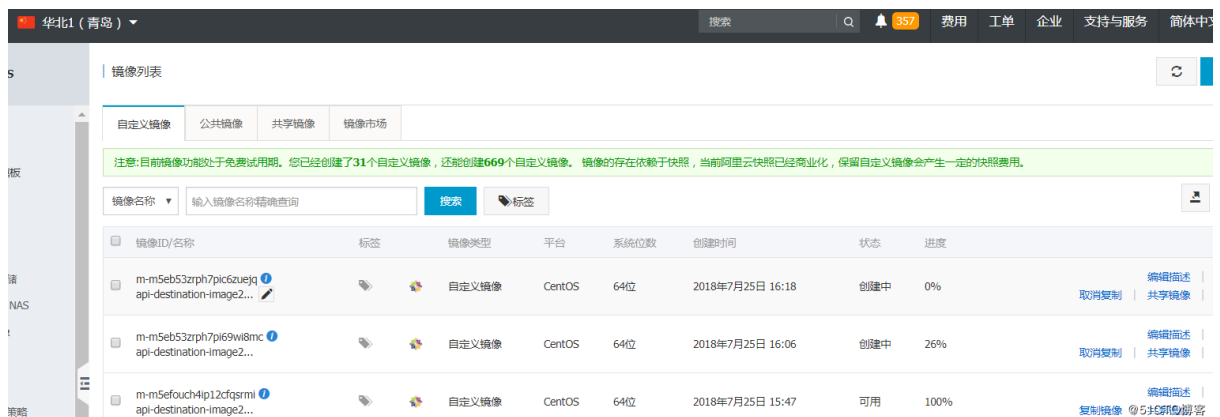 华北1（青岛） 搜索 357 费用 工单 企业 支持与服务 简体中文
S 镜像列表
自定义镜像 公共镜像 共享镜像 镜像市场
注意:目前镜像功能处于免费试用期。您已经创建了31个自定义镜像，还能创建669个自定义镜像。 镜像的存在依赖于快照，当前阿里云快照已经商业化，保留自定义镜像会产生一定的快照费用。
板
镜像名称 输入镜像名称精确查询 搜索 标签
镜像ID/名称 标签 镜像类型 平台 系统位数 创建时间 状态 进度
储
m-m5eb53zrph7pic6zuejq 自定义镜像 CentOS 64位 2018年7月25日 16:18 创建中 0% 编辑描述
api-destination-image2... 取消复制 共享镜像
NAS
m-m5eb53zrph7pi69wi8mc 自定义镜像 CentOS 64位 2018年7月25日 16:06 创建中 26% 编辑描述
api-destination-image2... 取消复制 共享镜像
m-m5efouch4ip12cfqsrmi 自定义镜像 CentOS 64位 2018年7月25日 15:47 可用 100% 编辑描述
策略 api-destination-image2... 复制镜像 共享镜像
@51CTO博客